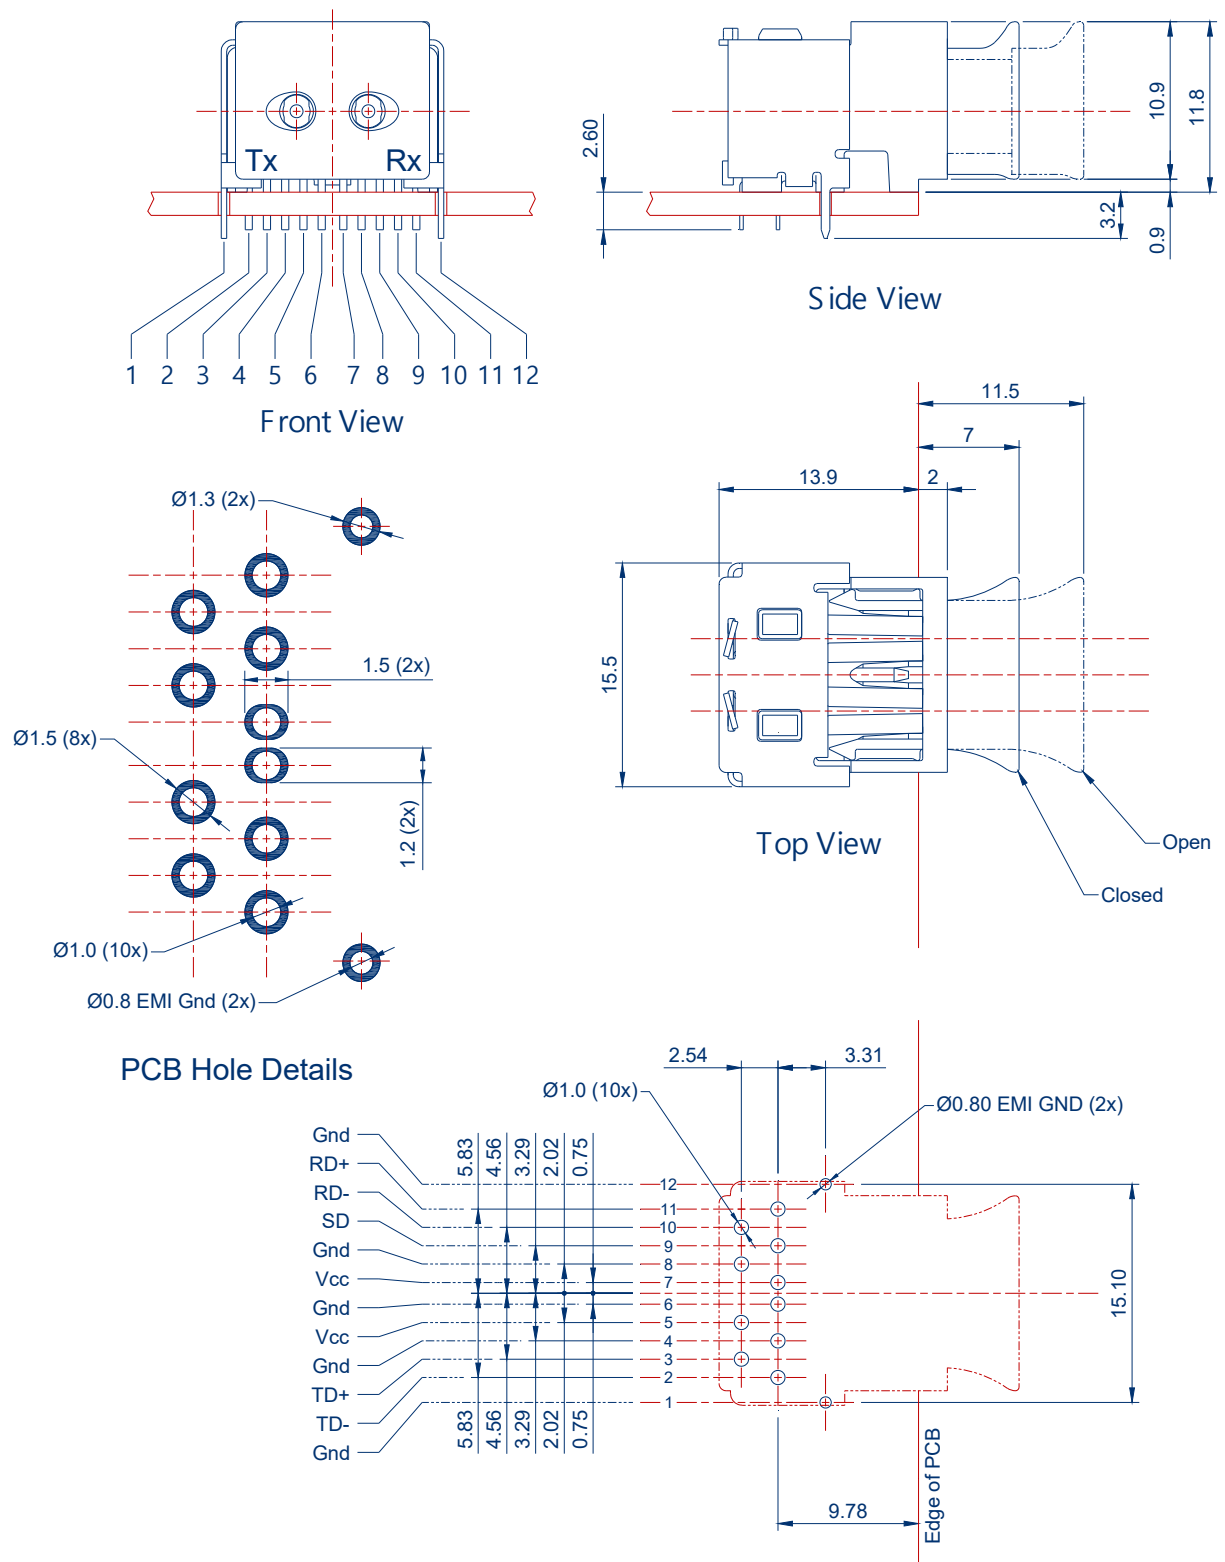 Tx Rx
1 2 3 4 5 6 7 8 9 10 11 12
Front View
2.60
10.9
11.8
3.2
0.9
Side View
11.5
7
13.9 2
15.5
Top View
Open
Closed
Ø1.3 (2x)
1.5 (2x)
Ø1.5 (8x)
1.2 (2x)
Ø1.0 (10x)
Ø0.8 EMI Gnd (2x)
PCB Hole Details
2.54 3.31
Ø1.0 (10x)
Ø0.80 EMI GND (2x)
5.83 4.56 3.29 2.02 0.75
Gnd
RD+
RD-
SD
Gnd
Vcc
Gnd
Vcc
Gnd
TD+
TD-
Gnd
12
11
10
9
8
7
6
5
4
3
2
1
5.83 4.56 3.29 2.02 0.75
15.10
9.78
Edge of PCB